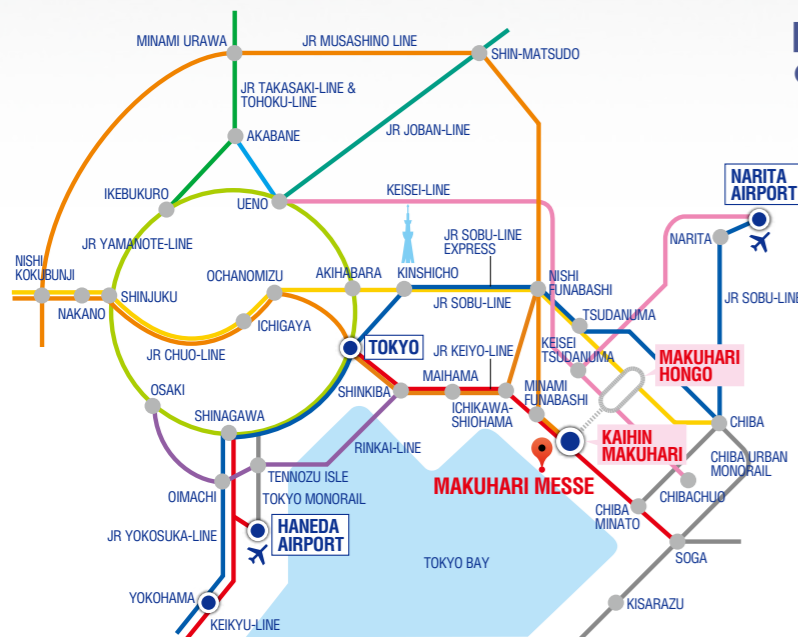 MINAMI URAWA
JR MUSASHINO LINE
SHIN-MATSUDO
JR TAKASAKI-LINE &
TOHOKU-LINE
JR JOBAN-LINE
AKABANE
NARITA
AIRPORT
IKEBUKURO
UENO
KEISEI-LINE
JR YAMANOTE-LINE
JR SOBU-LINE
EXPRESS
NARITA
NISHI
KOKUBUNJI
OCHANOMIZU
AKIHABARA
KINSHICHO
NISHI
FUNABASHI
NAKANO
SHINJUKU
ICHIGAYA
JR SOBU-LINE
TSUDANUMA
JR SOBU-LINE
JR CHUO-LINE
TOKYO
JR KEIYO-LINE
KEISEI
TSUDANUMA
MAKUHARI
HONGO
OSAKI
SHINKIBA
MAIHAMA
ICHIKAWA-
SHIOHAMA
MINAMI
FUNABASHI
SHINAGAWA
RINKAI-LINE
KAIHIN
MAKUHARI
CHIBA
CHIBA URBAN
MONORAIL
OIMACHI
TENNOZU ISLE
TOKYO MONORAIL
MAKUHARI MESSE
CHIBACHUO
CHIBA
MINATO
JR YOKOSUKA-LINE
HANEDA
AIRPORT
TOKYO BAY
SOGA
YOKOHAMA
KEIKYU-LINE
KISARAZU